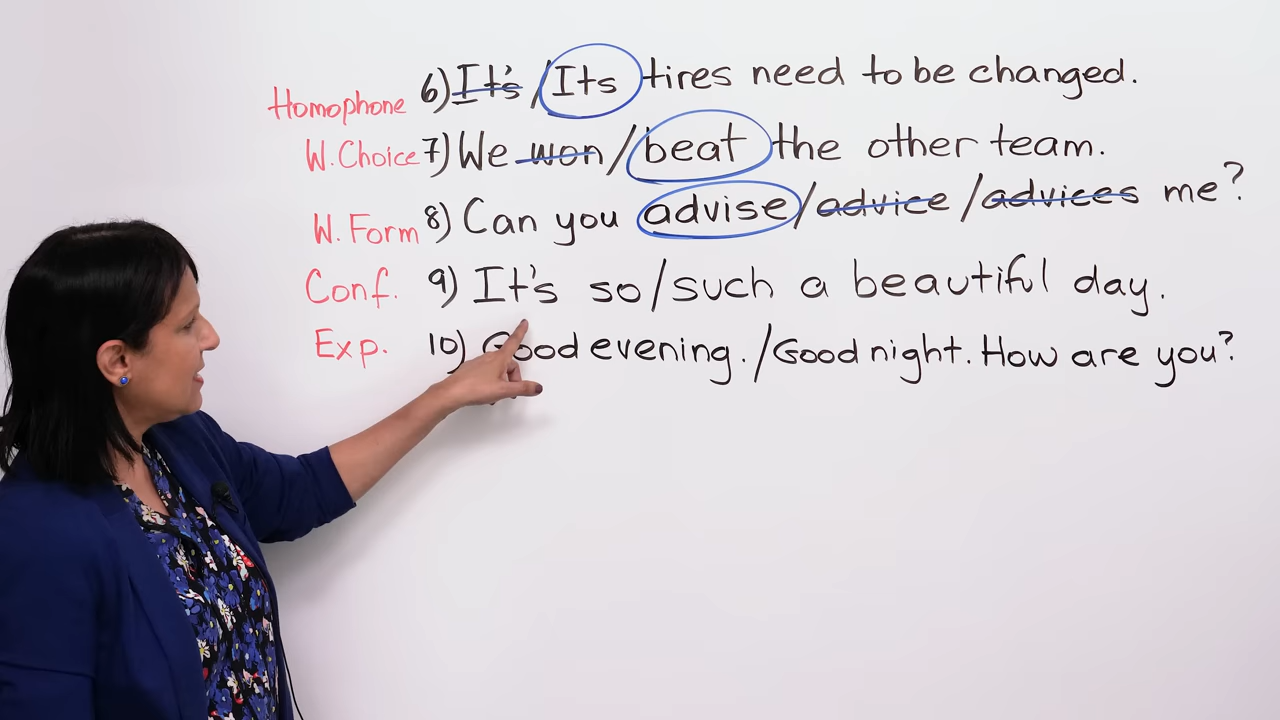 Homophone 6) It's / Its tires need to be changed.
W. Choice 7) We won / beat the other team.
W. Form 8) Can you advise / advice / advices me?
Conf. 9) It's so / such a beautiful day.
Exp. 10) Good evening. / Good night. How are you?